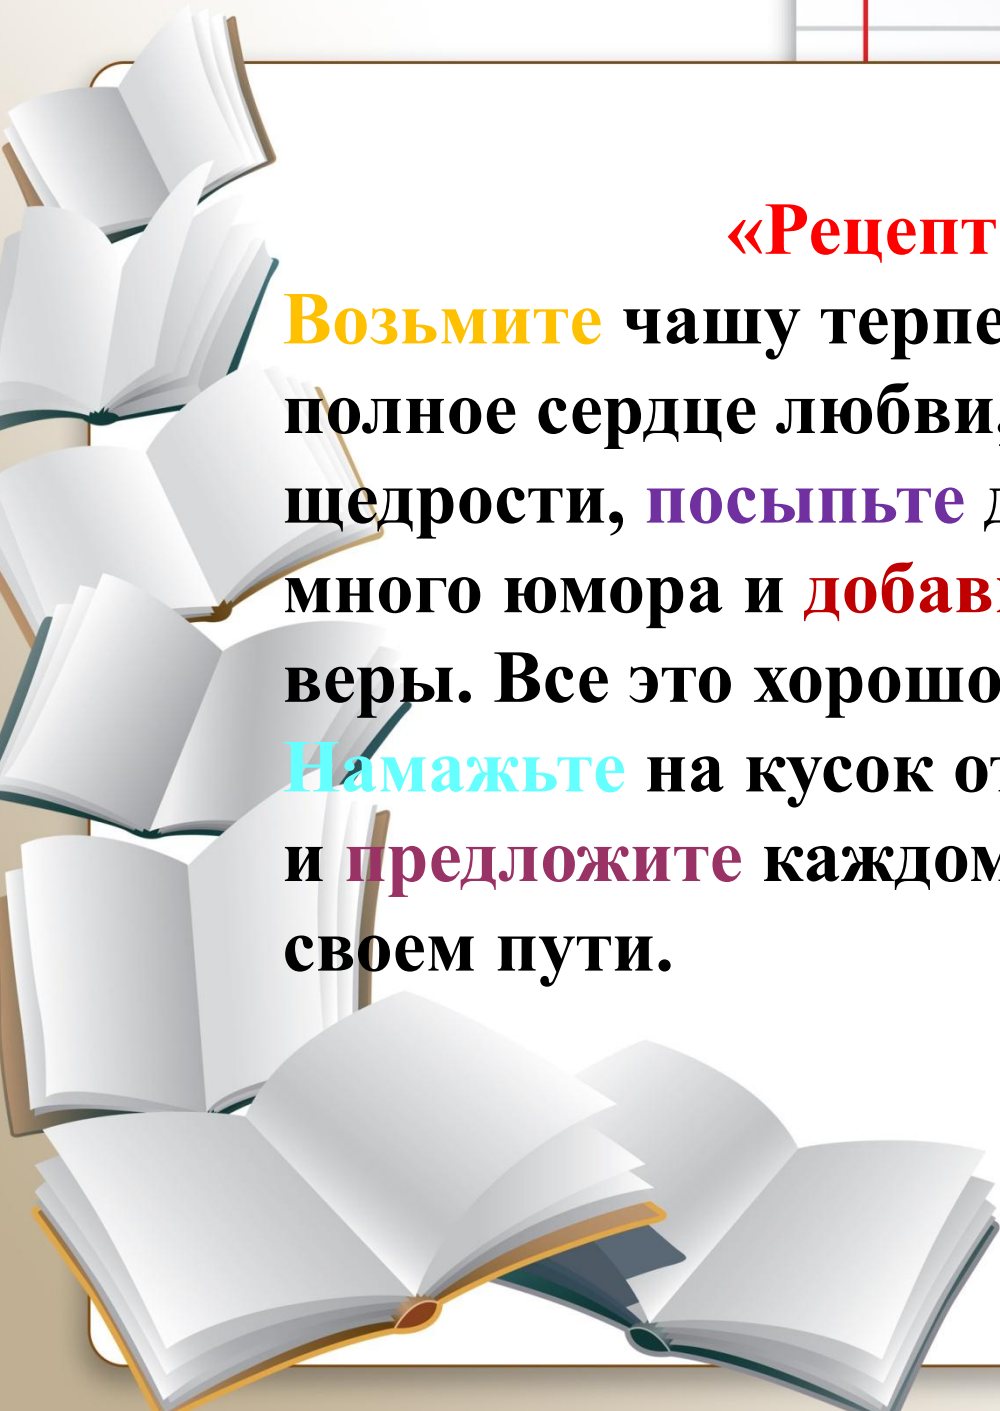 «Рецепт
Возьмите чашу терпе
полное сердце любви,
щедрости, посыпьте
много юмора и добав
веры. Все это хорошо
Намажьте на кусок от
и предложите каждом
своем пути.